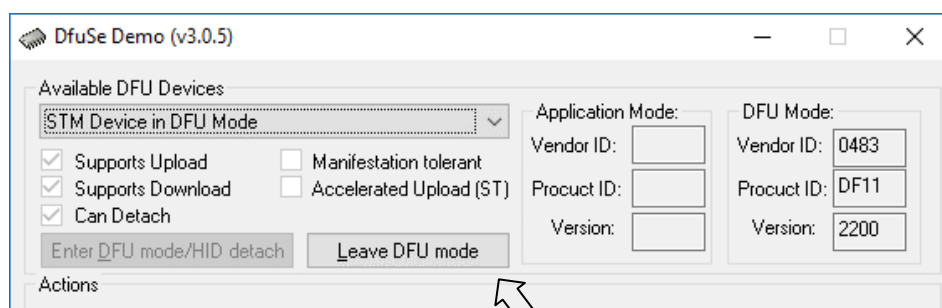 DfuSe Demo (v3.0.5)
Available DFU Devices
STM Device in DFU Mode
Supports Upload
Manifestation tolerant
Supports Download
Accelerated Upload (ST)
Can Detach
Enter DFU mode/HID detach
Leave DFU mode
Application Mode:
Vendor ID:
Procuct ID:
Version:
DFU Mode:
Vendor ID: 0483
Procuct ID: DF11
Version: 2200
Actions